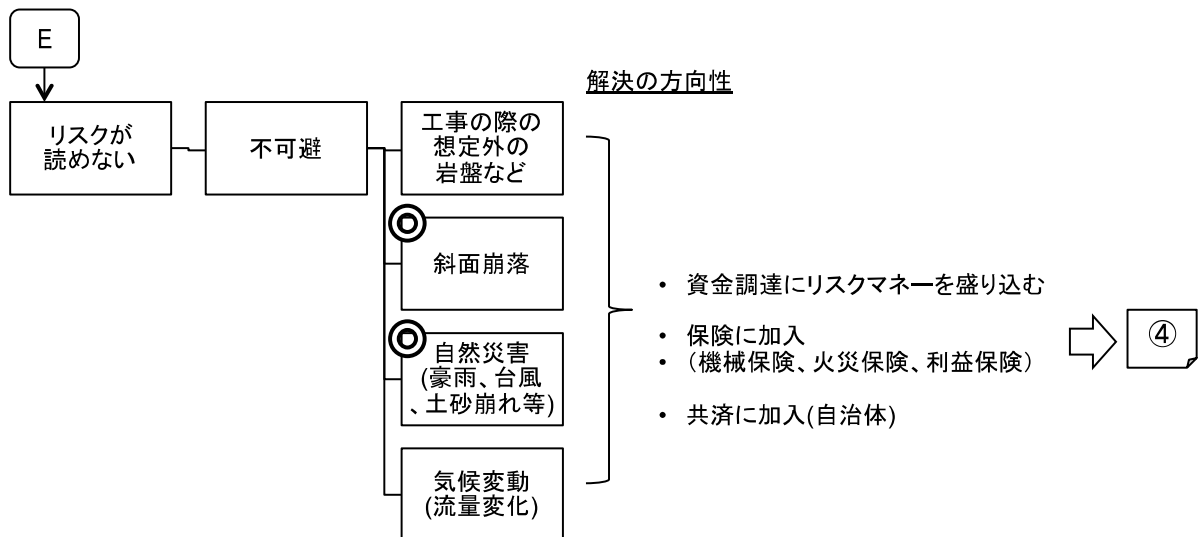 E
解決の方向性
リスクが
読めない
不可避
工事の際の
想定外の
岩盤など
斜面崩落
自然災害
(豪雨、台風
、土砂崩れ等)
気候変動
(流量変化)
• 資金調達にリスクマネーを盛り込む
• 保険に加入
• （機械保険、火災保険、利益保険）
• 共済に加入(自治体)
④